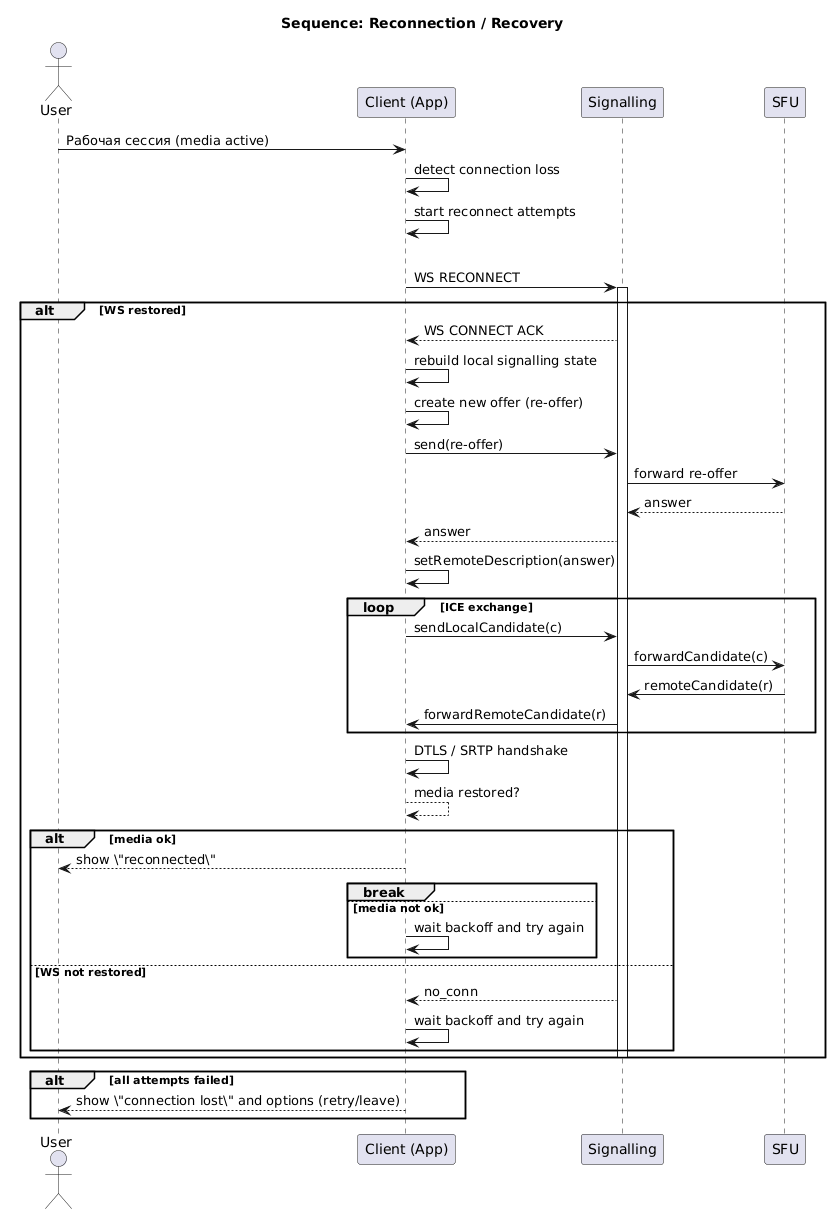 Sequence: Reconnection / Recovery
User
Client (App)
Signalling
SFU
Рабочая сессия (media active)
detect connection loss
start reconnect attempts
WS RECONNECT
alt [WS restored]
WS CONNECT ACK
rebuild local signalling state
create new offer (re-offer)
send(re-offer)
forward re-offer
answer
answer
setRemoteDescription(answer)
loop [ICE exchange]
sendLocalCandidate(c)
forwardCandidate(c)
remoteCandidate(r)
forwardRemoteCandidate(r)
DTLS / SRTP handshake
media restored?
alt [media ok]
show \"reconnected\"
break
[media not ok]
wait backoff and try again
[WS not restored]
no_conn
wait backoff and try again
alt [all attempts failed]
show \"connection lost\" and options (retry/leave)
User
Client (App)
Signalling
SFU